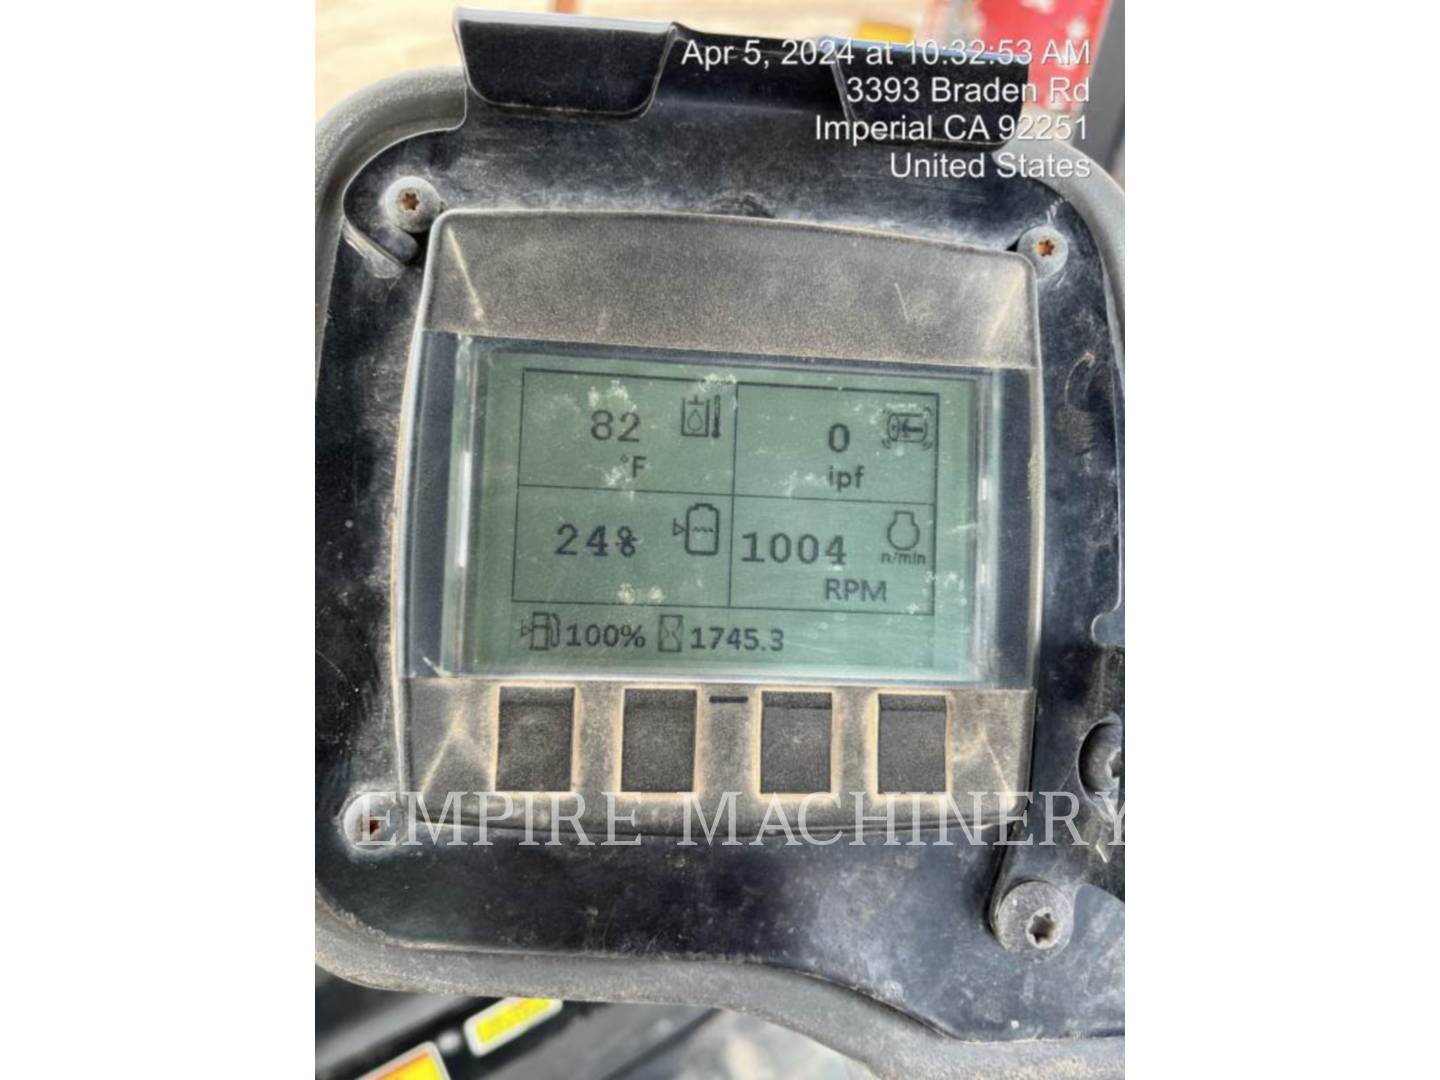 Apr 5, 2024 at 10:32:53 AM
3393 Braden Rd
Imperial CA 92251
United States
82
°F
0
ipf
24%
1004
n/min
RPM
100% 1745.3
EMPIRE MACHINERY